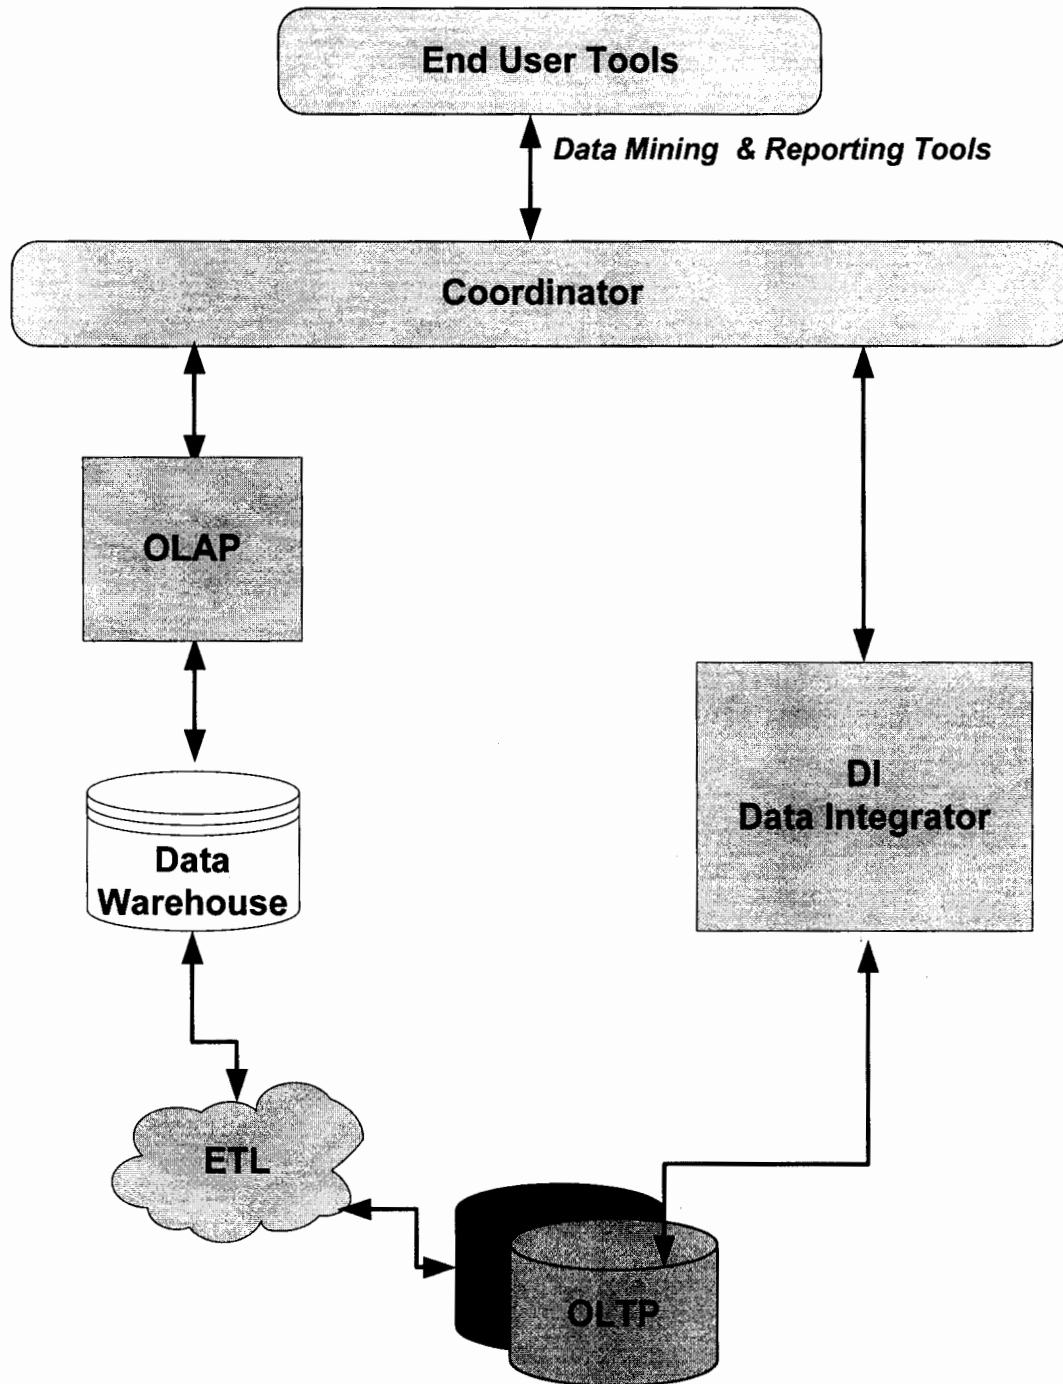 End User Tools
Data Mining & Reporting Tools
Coordinator
OLAP
DI
Data Integrator
Data
Warehouse
ETL
OLTP